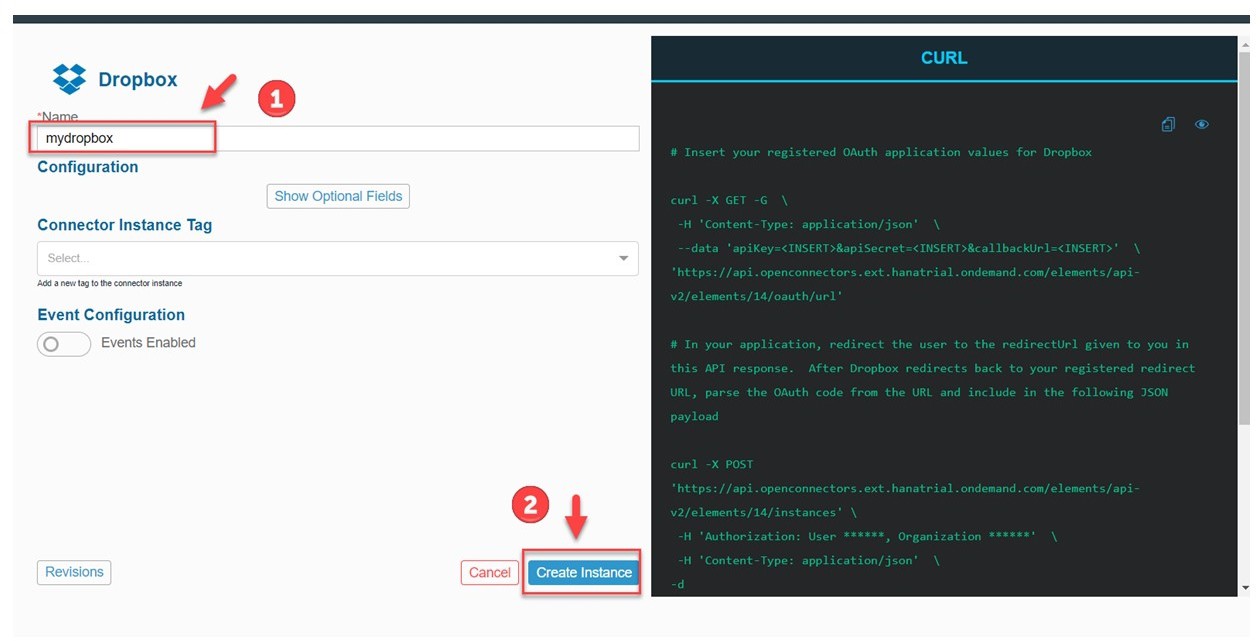 Dropbox
1
*Name
mydropbox
Configuration
Show Optional Fields
Connector Instance Tag
Select...
Add a new tag to the connector instance
Event Configuration
Events Enabled
2
Revisions
Cancel
Create Instance
CURL
# Insert your registered OAuth application values for Dropbox
curl -X GET -G \
-H 'Content-Type: application/json' \
--data 'apiKey=<INSERT>&apiSecret=<INSERT>&callbackUrl=<INSERT>' \
'https://api.openconnectors.ext.hanatrial.ondemand.com/elements/api-
v2/elements/14/oauth/url'
# In your application, redirect the user to the redirectUrl given to you in
this API response. After Dropbox redirects back to your registered redirect
URL, parse the OAuth code from the URL and include in the following JSON
payload
curl -X POST
'https://api.openconnectors.ext.hanatrial.ondemand.com/elements/api-
v2/elements/14/instances' \
-H 'Authorization: User ******, Organization ******' \
-H 'Content-Type: application/json' \
-d